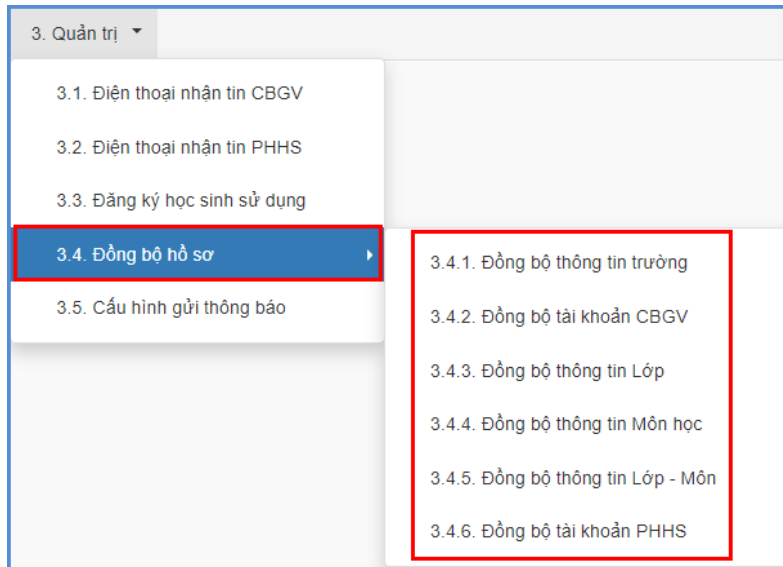 3. Quản trị
3.1. Điện thoại nhận tin CBGV
3.2. Điện thoại nhận tin PHHS
3.3. Đăng ký học sinh sử dụng
3.4. Đồng bộ hồ sơ
3.5. Cấu hình gửi thông báo
3.4.1. Đồng bộ thông tin trường
3.4.2. Đồng bộ tài khoản CBGV
3.4.3. Đồng bộ thông tin Lớp
3.4.4. Đồng bộ thông tin Môn học
3.4.5. Đồng bộ thông tin Lớp - Môn
3.4.6. Đồng bộ tài khoản PHHS